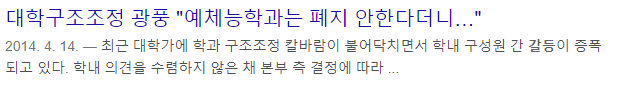 대학구조조정 광풍 "예체능학과는 폐지 안한다더니..."
2014. 4. 14. — 최근 대학가에 학과 구조조정 칼바람이 불어닥치면서 학내 구성원 간 갈등이 증폭
되고 있다. 학내 의견을 수렴하지 않은 채 본부 측 결정에 따라 ...